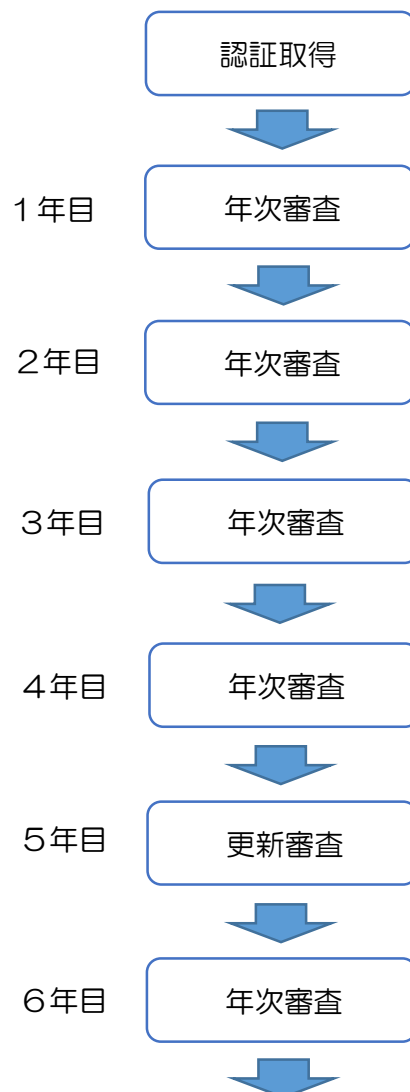 認証取得
１年目 年次審査
２年目 年次審査
３年目 年次審査
４年目 年次審査
５年目 更新審査
６年目 年次審査